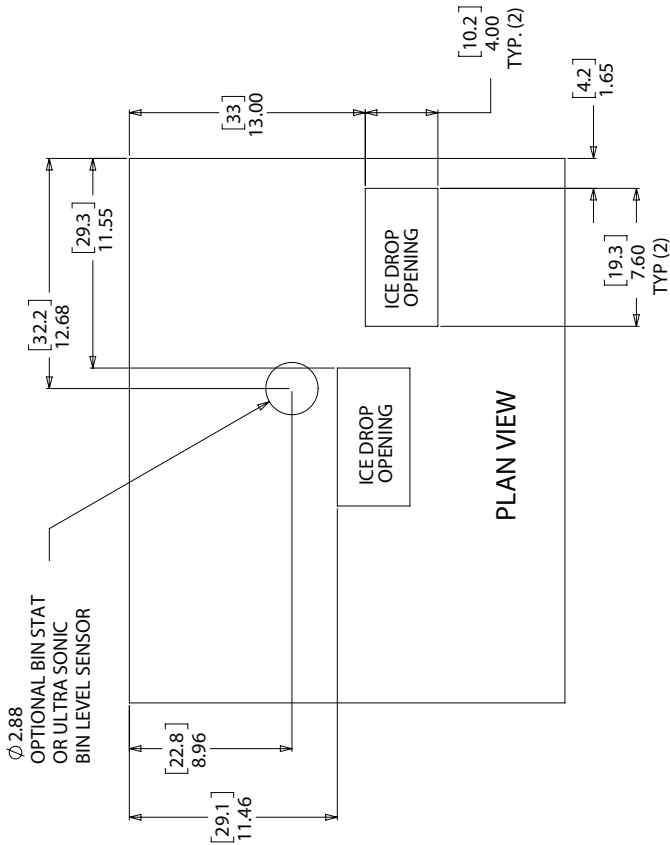 Ø 2.88
OPTIONAL BIN STAT
OR ULTRA SONIC
BIN LEVEL SENSOR
[32.2]
12.68
[29.3]
11.55
[33]
13.00
[10.2]
4.00
TYP. (2)
[4.2]
1.65
[19.3]
7.60
TYP (2)
[22.8]
8.96
[29.1]
11.46
ICE DROP
OPENING
ICE DROP
OPENING
PLAN VIEW